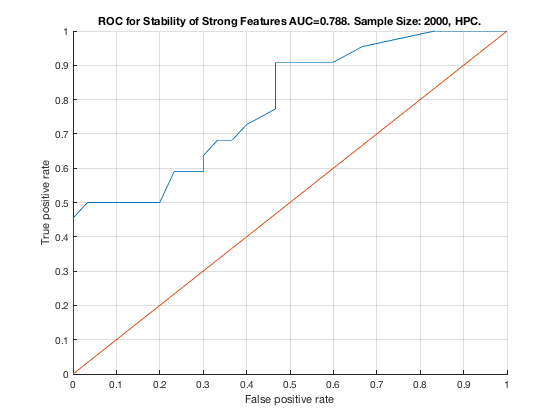 ROC for Stability of Strong Features AUC=0.788. Sample Size: 2000, HPC.
1
0.9
0.8
0.7
0.6
0.5
0.4
0.3
0.2
0.1
0
True positive rate
0 0.1 0.2 0.3 0.4 0.5 0.6 0.7 0.8 0.9 1
False positive rate